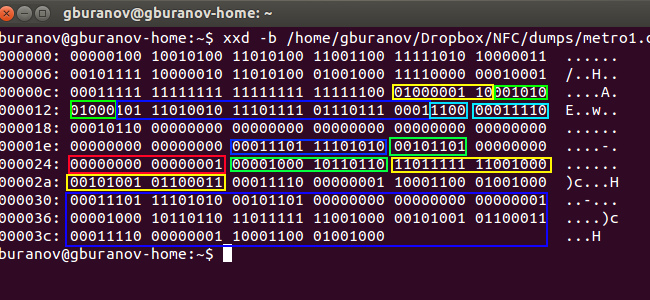 gburanov@gburanov-home: ~
buranov@gburanov-home:~$ xxd -b /home/gburanov/Dropbox/NFC/dumps/metro1.
000000: 00000100 10010100 11010100 11001001 11111010 10000011 ......
000006: 00101111 10000010 11010100 01001000 11110000 00010001 /..H..
00000c: 00011111 11111111 11111111 11111100 01000001 10001010 ....A.
000012: 01000101 11010010 11101111 01110111 00011100 00011110 E..w..
000018: 00010110 00000000 00000000 00000000 00000000 00000000 ......
00001e: 00000000 00000000 00011101 11101010 00101101 00000000 ....-.
000024: 00000000 00000001 00001000 10110110 11011111 11001000 ......
00002a: 00101001 01100011 00011110 00000001 10001100 01001000 )c...H
000030: 00011101 11101010 00101101 00000000 00000000 00000001 ..-...
000036: 00001000 10110110 11011111 11001000 00101001 01100011 ....)c
00003c: 00011110 00000001 10001100 01001000 ...H
buranov@gburanov-home:~$